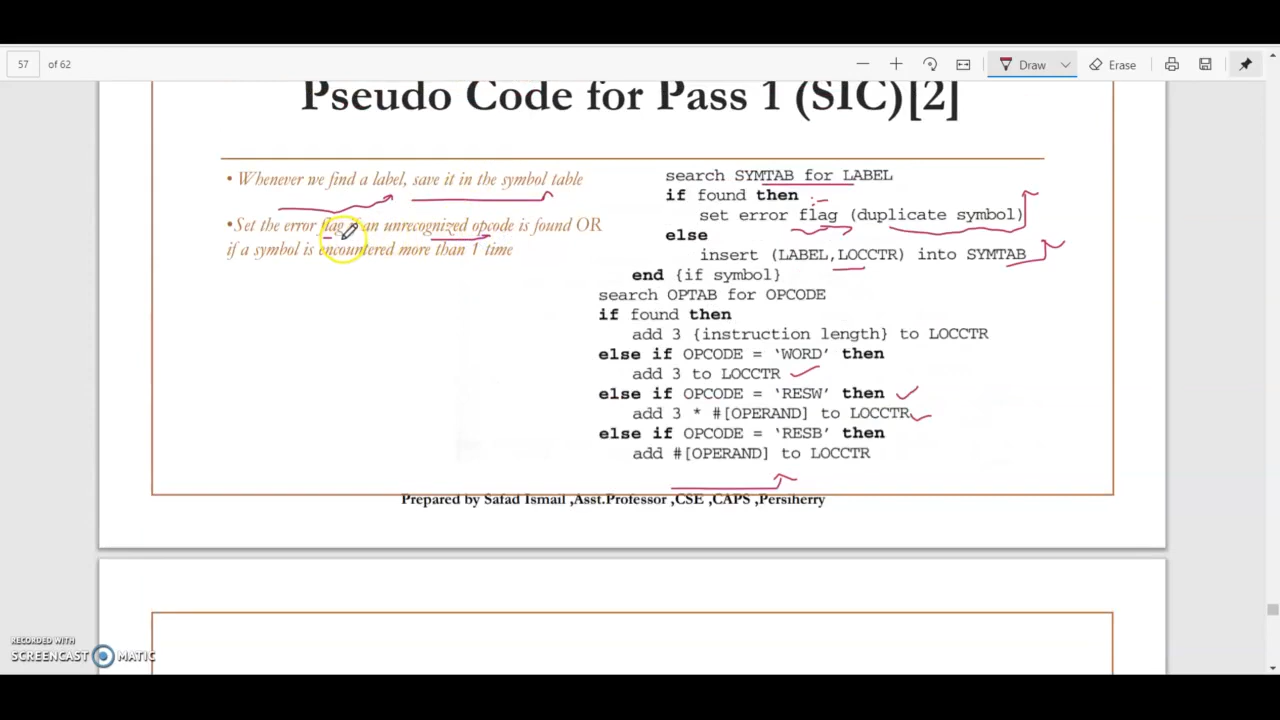 57 of 62
Draw
Erase
Pseudo Code for Pass 1 (SIC)[2]
• Whenever we find a label, save it in the symbol table
•Set the error flag if an unrecognized opcode is found OR
if a symbol is encountered more than 1 time
search SYMTAB for LABEL
if found then
set error flag (duplicate symbol)
else
insert (LABEL,LOCCTR) into SYMTAB
end {if symbol}
search OPTAB for OPCODE
if found then
add 3 {instruction length} to LOCCTR
else if OPCODE = ‘WORD’ then
add 3 to LOCCTR
else if OPCODE = ‘RESW’ then
add 3 * #[OPERAND] to LOCCTR
else if OPCODE = ‘RESB’ then
add #[OPERAND] to LOCCTR
Prepared by Safad Ismail ,Asst.Professor ,CSE ,CAPS ,Persiherry
RECORDED WITH
SCREENCAST MATIC